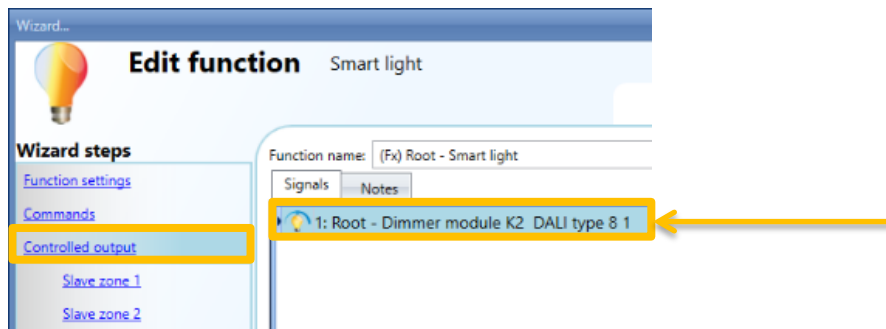 Wizard...
Edit function Smart light
Wizard steps
Function name: (Fx) Root - Smart light
Function settings
Signals Notes
Commands
1: Root - Dimmer module K2 DALI type 8 1
Controlled output
Slave zone 1
Slave zone 2